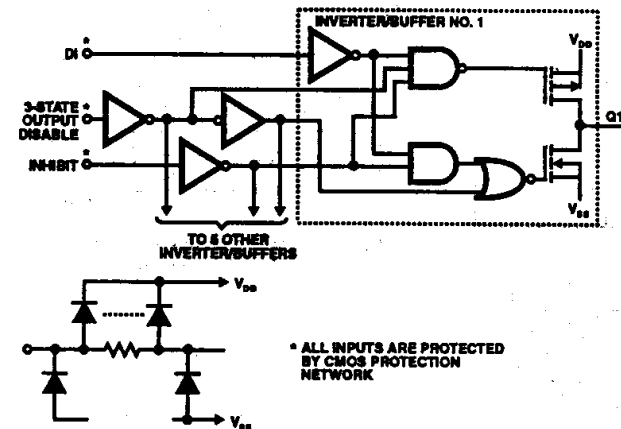 INVERTER/BUFFER NO. 1
*
Di
VDD
3-STATE *
OUTPUT
DISABLE
Q1
*
INHIBIT
VSS
TO 5 OTHER
INVERTER/BUFFERS
VDD
* ALL INPUTS ARE PROTECTED
BY CMOS PROTECTION
NETWORK
VSS